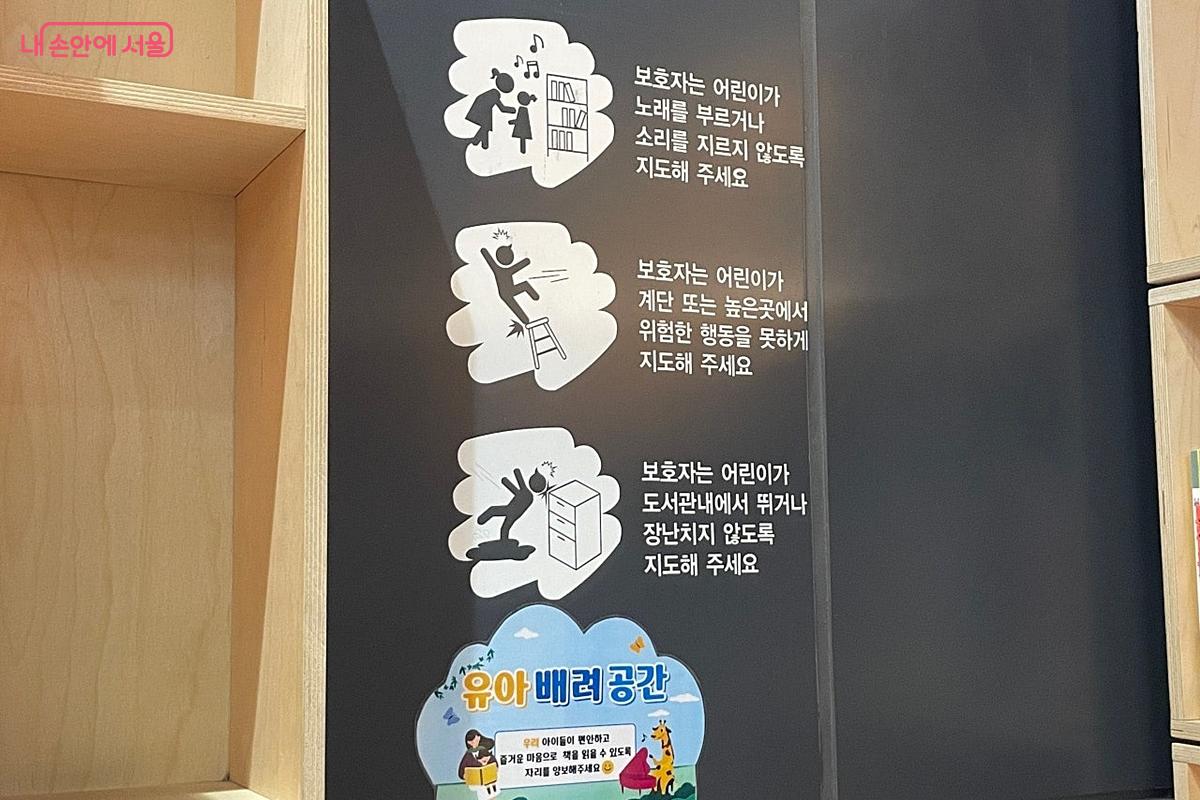 내 손안에 서울
보호자는 어린이가
노래를 부르거나
소리를 지르지 않도록
지도해 주세요
보호자는 어린이가
계단 또는 높은곳에서
위험한 행동을 못하게
지도해 주세요
보호자는 어린이가
도서관내에서 뛰거나
장난치지 않도록
지도해 주세요
유아 배려 공간
우리 아이들이 편안하고
즐거운 마음으로 책을 읽을 수 있도록
자리를 양보해주세요